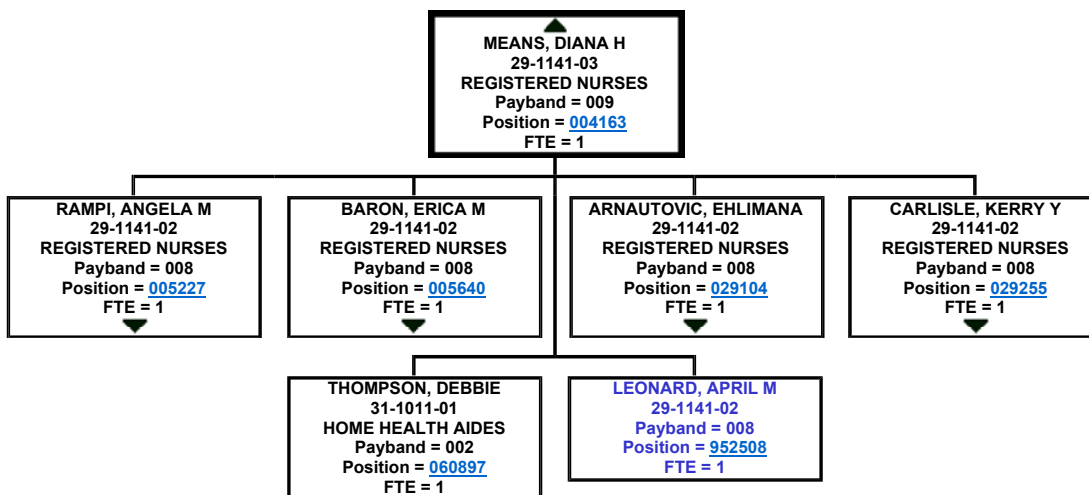 MEANS, DIANA H
29-1141-03
REGISTERED NURSES
Payband = 009
Position = 004163
FTE = 1
RAMPI, ANGELA M
29-1141-02
REGISTERED NURSES
Payband = 008
Position = 005227
FTE = 1
BARON, ERICA M
29-1141-02
REGISTERED NURSES
Payband = 008
Position = 005640
FTE = 1
ARNAUTOVIC, EHLIMANA
29-1141-02
REGISTERED NURSES
Payband = 008
Position = 029104
FTE = 1
CARLISLE, KERRY Y
29-1141-02
REGISTERED NURSES
Payband = 008
Position = 029255
FTE = 1
THOMPSON, DEBBIE
31-1011-01
HOME HEALTH AIDES
Payband = 002
Position = 060897
FTE = 1
LEONARD, APRIL M
29-1141-02
Payband = 008
Position = 952508
FTE = 1